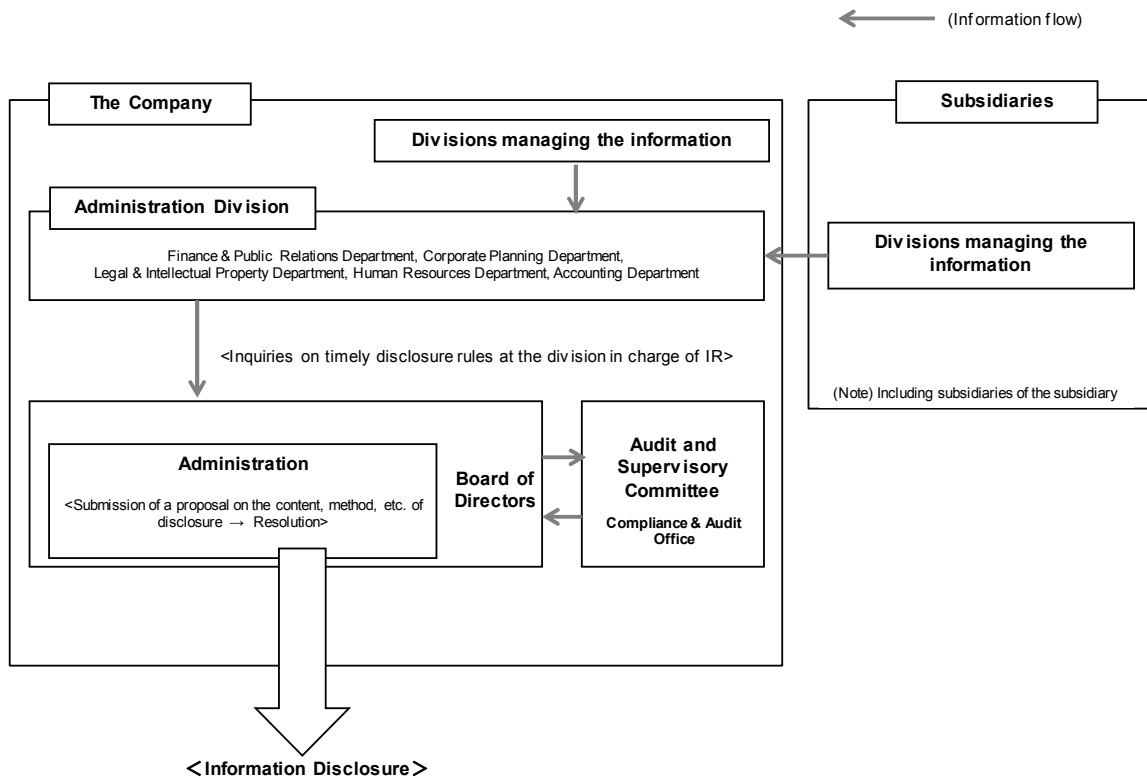 (Information flow)
The Company
Subsidiaries
Divisions managing the information
Administration Division
Finance & Public Relations Department, Corporate Planning Department,
Legal & Intellectual Property Department, Human Resources Department, Accounting Department
Divisions managing the
information
<Inquiries on timely disclosure rules at the division in charge of IR>
(Note) Including subsidiaries of the subsidiary
Administration
<Submission of a proposal on the content, method, etc. of
disclosure → Resolution>
Board of
Directors
Audit and
Supervisory
Committee
Compliance & Audit
Office
<Information Disclosure>